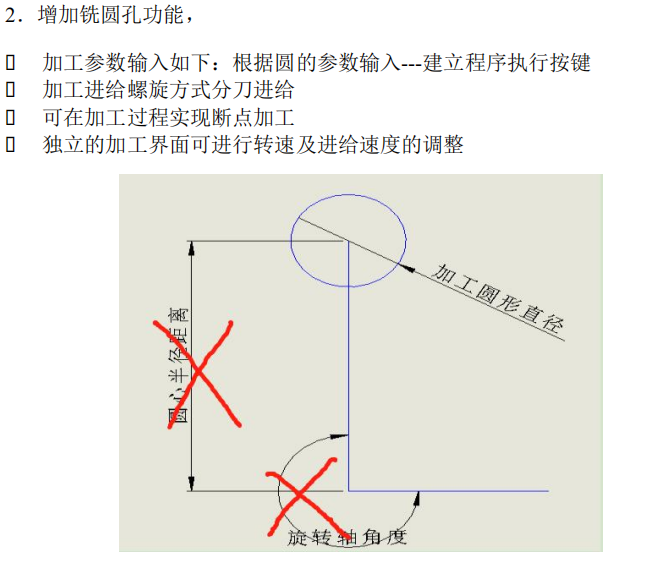 2．增加铣圆孔功能，
加工参数输入如下：根据圆的参数输入---建立程序执行按键
加工进给螺旋方式分刀进给
可在加工过程实现断点加工
独立的加工界面可进行转速及进给速度的调整
加工圆形直径
圆心半径距离
旋转轴角度